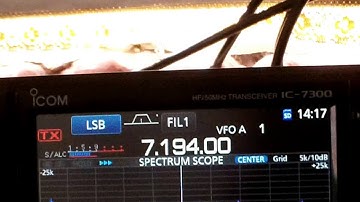 ICOM HF/50MHz TRANSCEIVER IC-7300
LSB FIL1 SD 14:17
TX VFO A 1
7.194.00
S/ALC
SPECTRUM SCOPE CENTER Grid 5k/10dB
-25k +25k